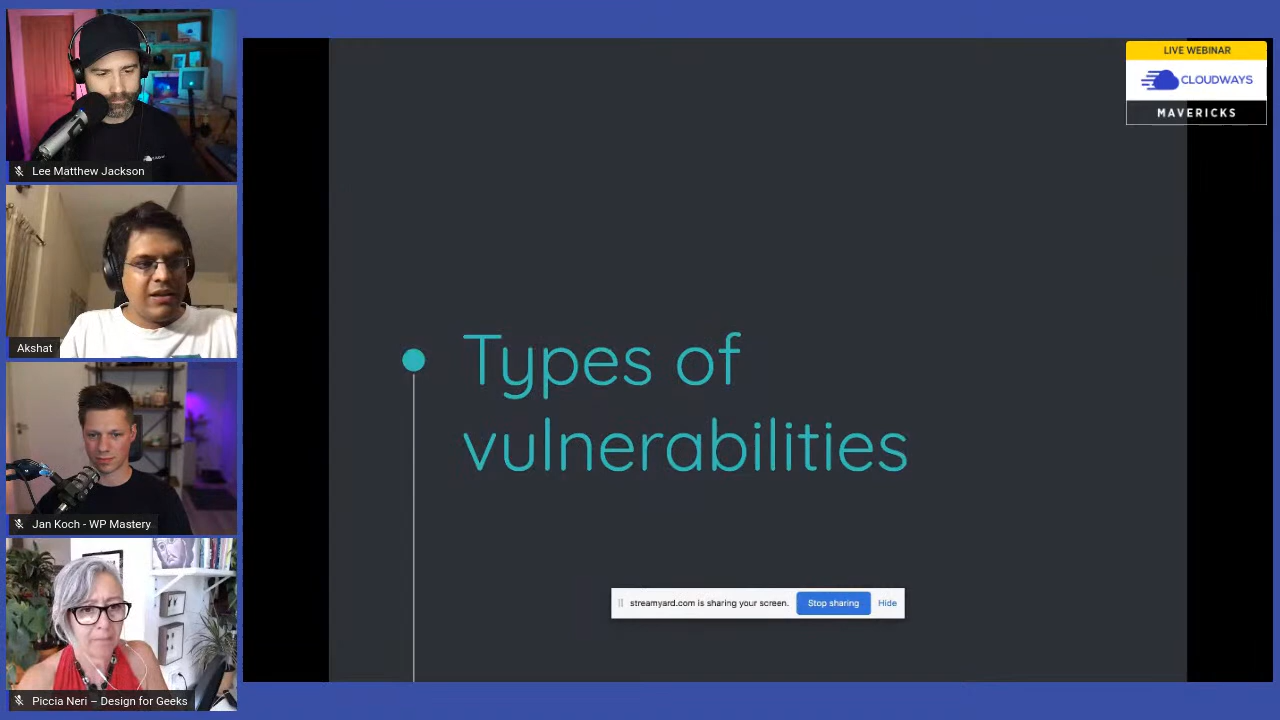 Lee Matthew Jackson
Akshat
Jan Koch - WP Mastery
Piccia Neri – Design for Geeks
LIVE WEBINAR
CLOUDWAYS
MAVERICKS
Types of
vulnerabilities
streamyard.com is sharing your screen. Stop sharing Hide